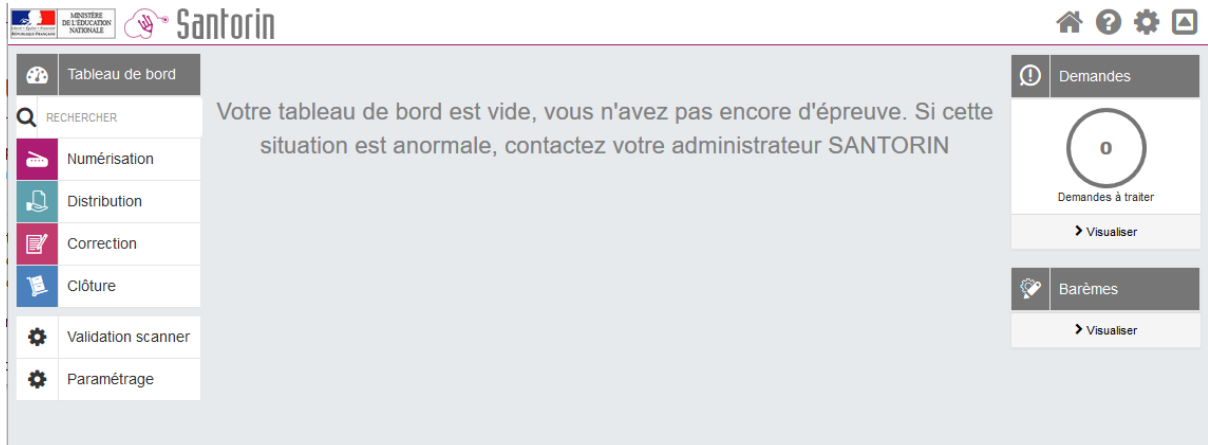 MINISTÈRE
DE L'ÉDUCATION
NATIONALE
Santorin
Tableau de bord
RECHERCHER
Numérisation
Distribution
Correction
Clôture
Validation scanner
Paramétrage
Votre tableau de bord est vide, vous n'avez pas encore d'épreuve. Si cette
situation est anormale, contactez votre administrateur SANTORIN
Demandes
0
Demandes à traiter
Visualiser
Barèmes
Visualiser